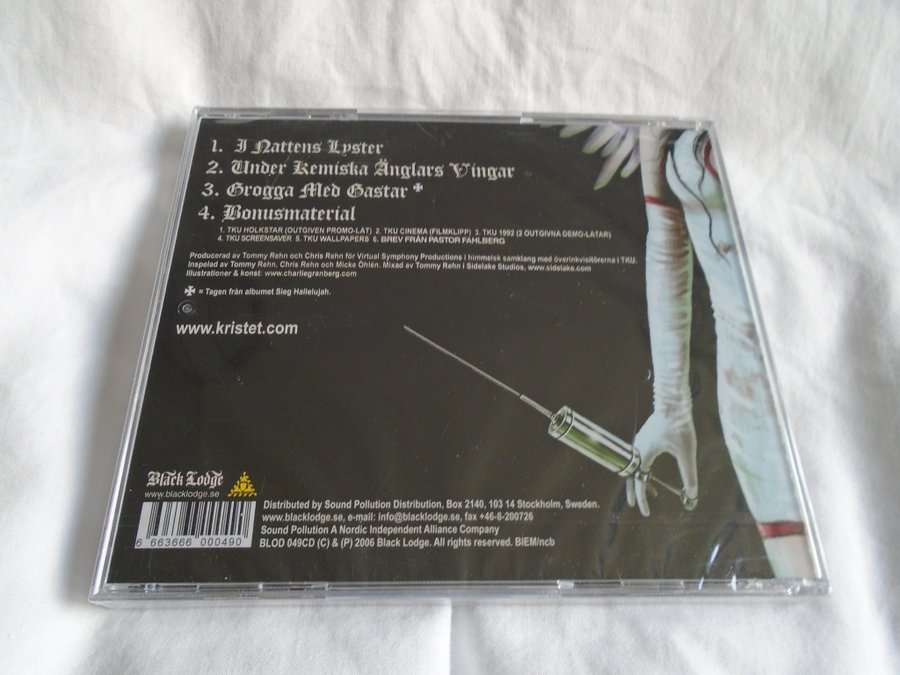 1. I Nattens Lyster
2. Under Kemiska Änglars Vingar
3. Grogga Med Gastar ✠
4. Bonusmaterial
1. TKU HOLKSTAR (OUTGIVEN PROMO-LÅT) 2. TKU CINEMA (FILMKLIPP) 3. TKU 1992 (2 OUTGIVNA DEMO-LÅTAR)
4. TKU SCREENSAVER 5. TKU WALLPAPERS 6. BREV FRÅN PASTOR FAHLBERG
Producerad av Tommy Rehn och Chris Rehn för Virtual Symphony Productions i himmelsk samklang med överinkvisitörerna i TKU.
Inspelad av Tommy Rehn, Chris Rehn och Micke Öhlén. Mixad av Tommy Rehn i Sidelake Studios, www.sidelake.com
Illustrationer & konst: www.charliegranberg.com
✠ = Tagen från albumet Sieg Hallelujah.
www.kristet.com
Black Lodge
www.blacklodge.se
Distributed by Sound Pollution Distribution, Box 2140, 103 14 Stockholm, Sweden.
www.blacklodge.se, e-mail: info@blacklodge.se, fax +46-8-200726
Sound Pollution A Nordic Independent Alliance Company
BLOD 049CD (C) & (P) 2006 Black Lodge. All rights reserved. BIEM/ncb
6 663666 000490